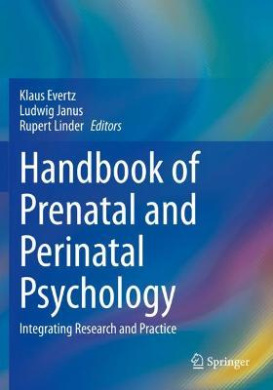 Klaus Evertz
Ludwig Janus
Rupert Linder Editors
Handbook of
Prenatal and
Perinatal
Psychology
Integrating Research and Practice
Springer